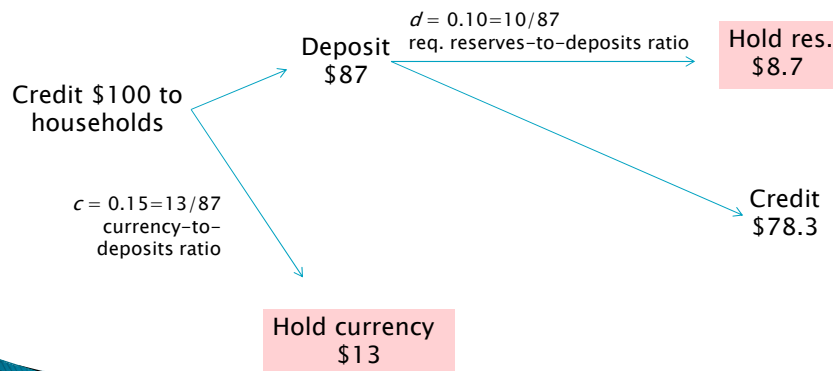 Credit $100 to
households
Deposit
$87
d = 0.10=10/87
req. reserves-to-deposits ratio
Hold res.
$8.7
Credit
$78.3
c = 0.15=13/87
currency-to-
deposits ratio
Hold currency
$13